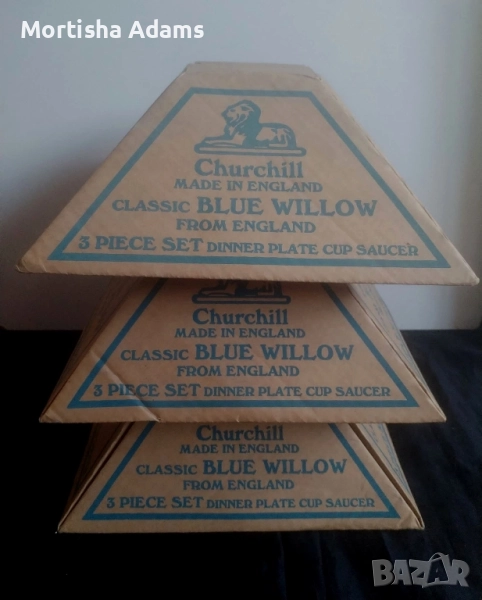 Mortisha Adams
Churchill
MADE IN ENGLAND
CLASSIC BLUE WILLOW
FROM ENGLAND
3 PIECE SET DINNER PLATE CUP SAUCER
Churchill
MADE IN ENGLAND
CLASSIC BLUE WILLOW
FROM ENGLAND
3 PIECE SET DINNER PLATE CUP SAUCER
Churchill
MADE IN ENGLAND
CLASSIC BLUE WILLOW
FROM ENGLAND
3 PIECE SET DINNER PLATE CUP SAUCER
BAZAR